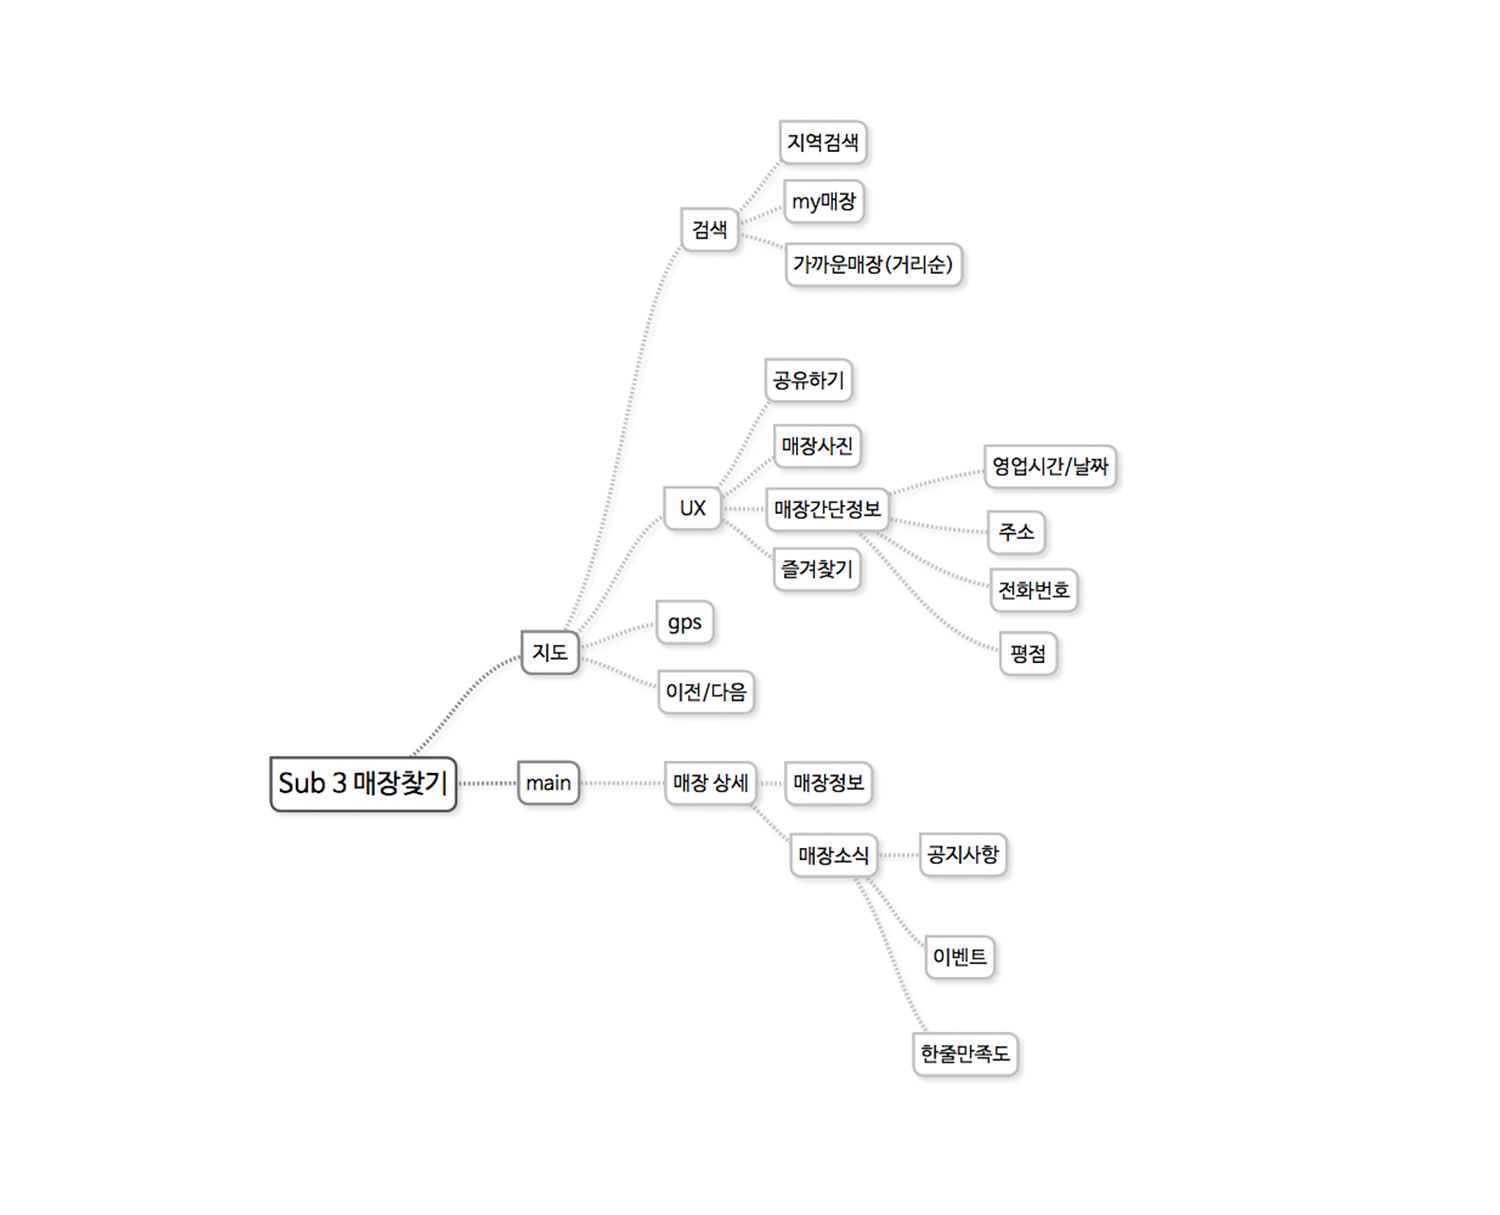 지역검색
my매장
검색
가까운매장(거리순)
공유하기
매장사진
영업시간/날짜
UX
매장간단정보
주소
즐겨찾기
전화번호
gps
지도
평점
이전/다음
Sub 3 매장찾기
main
매장 상세
매장정보
매장소식
공지사항
이벤트
한줄만족도